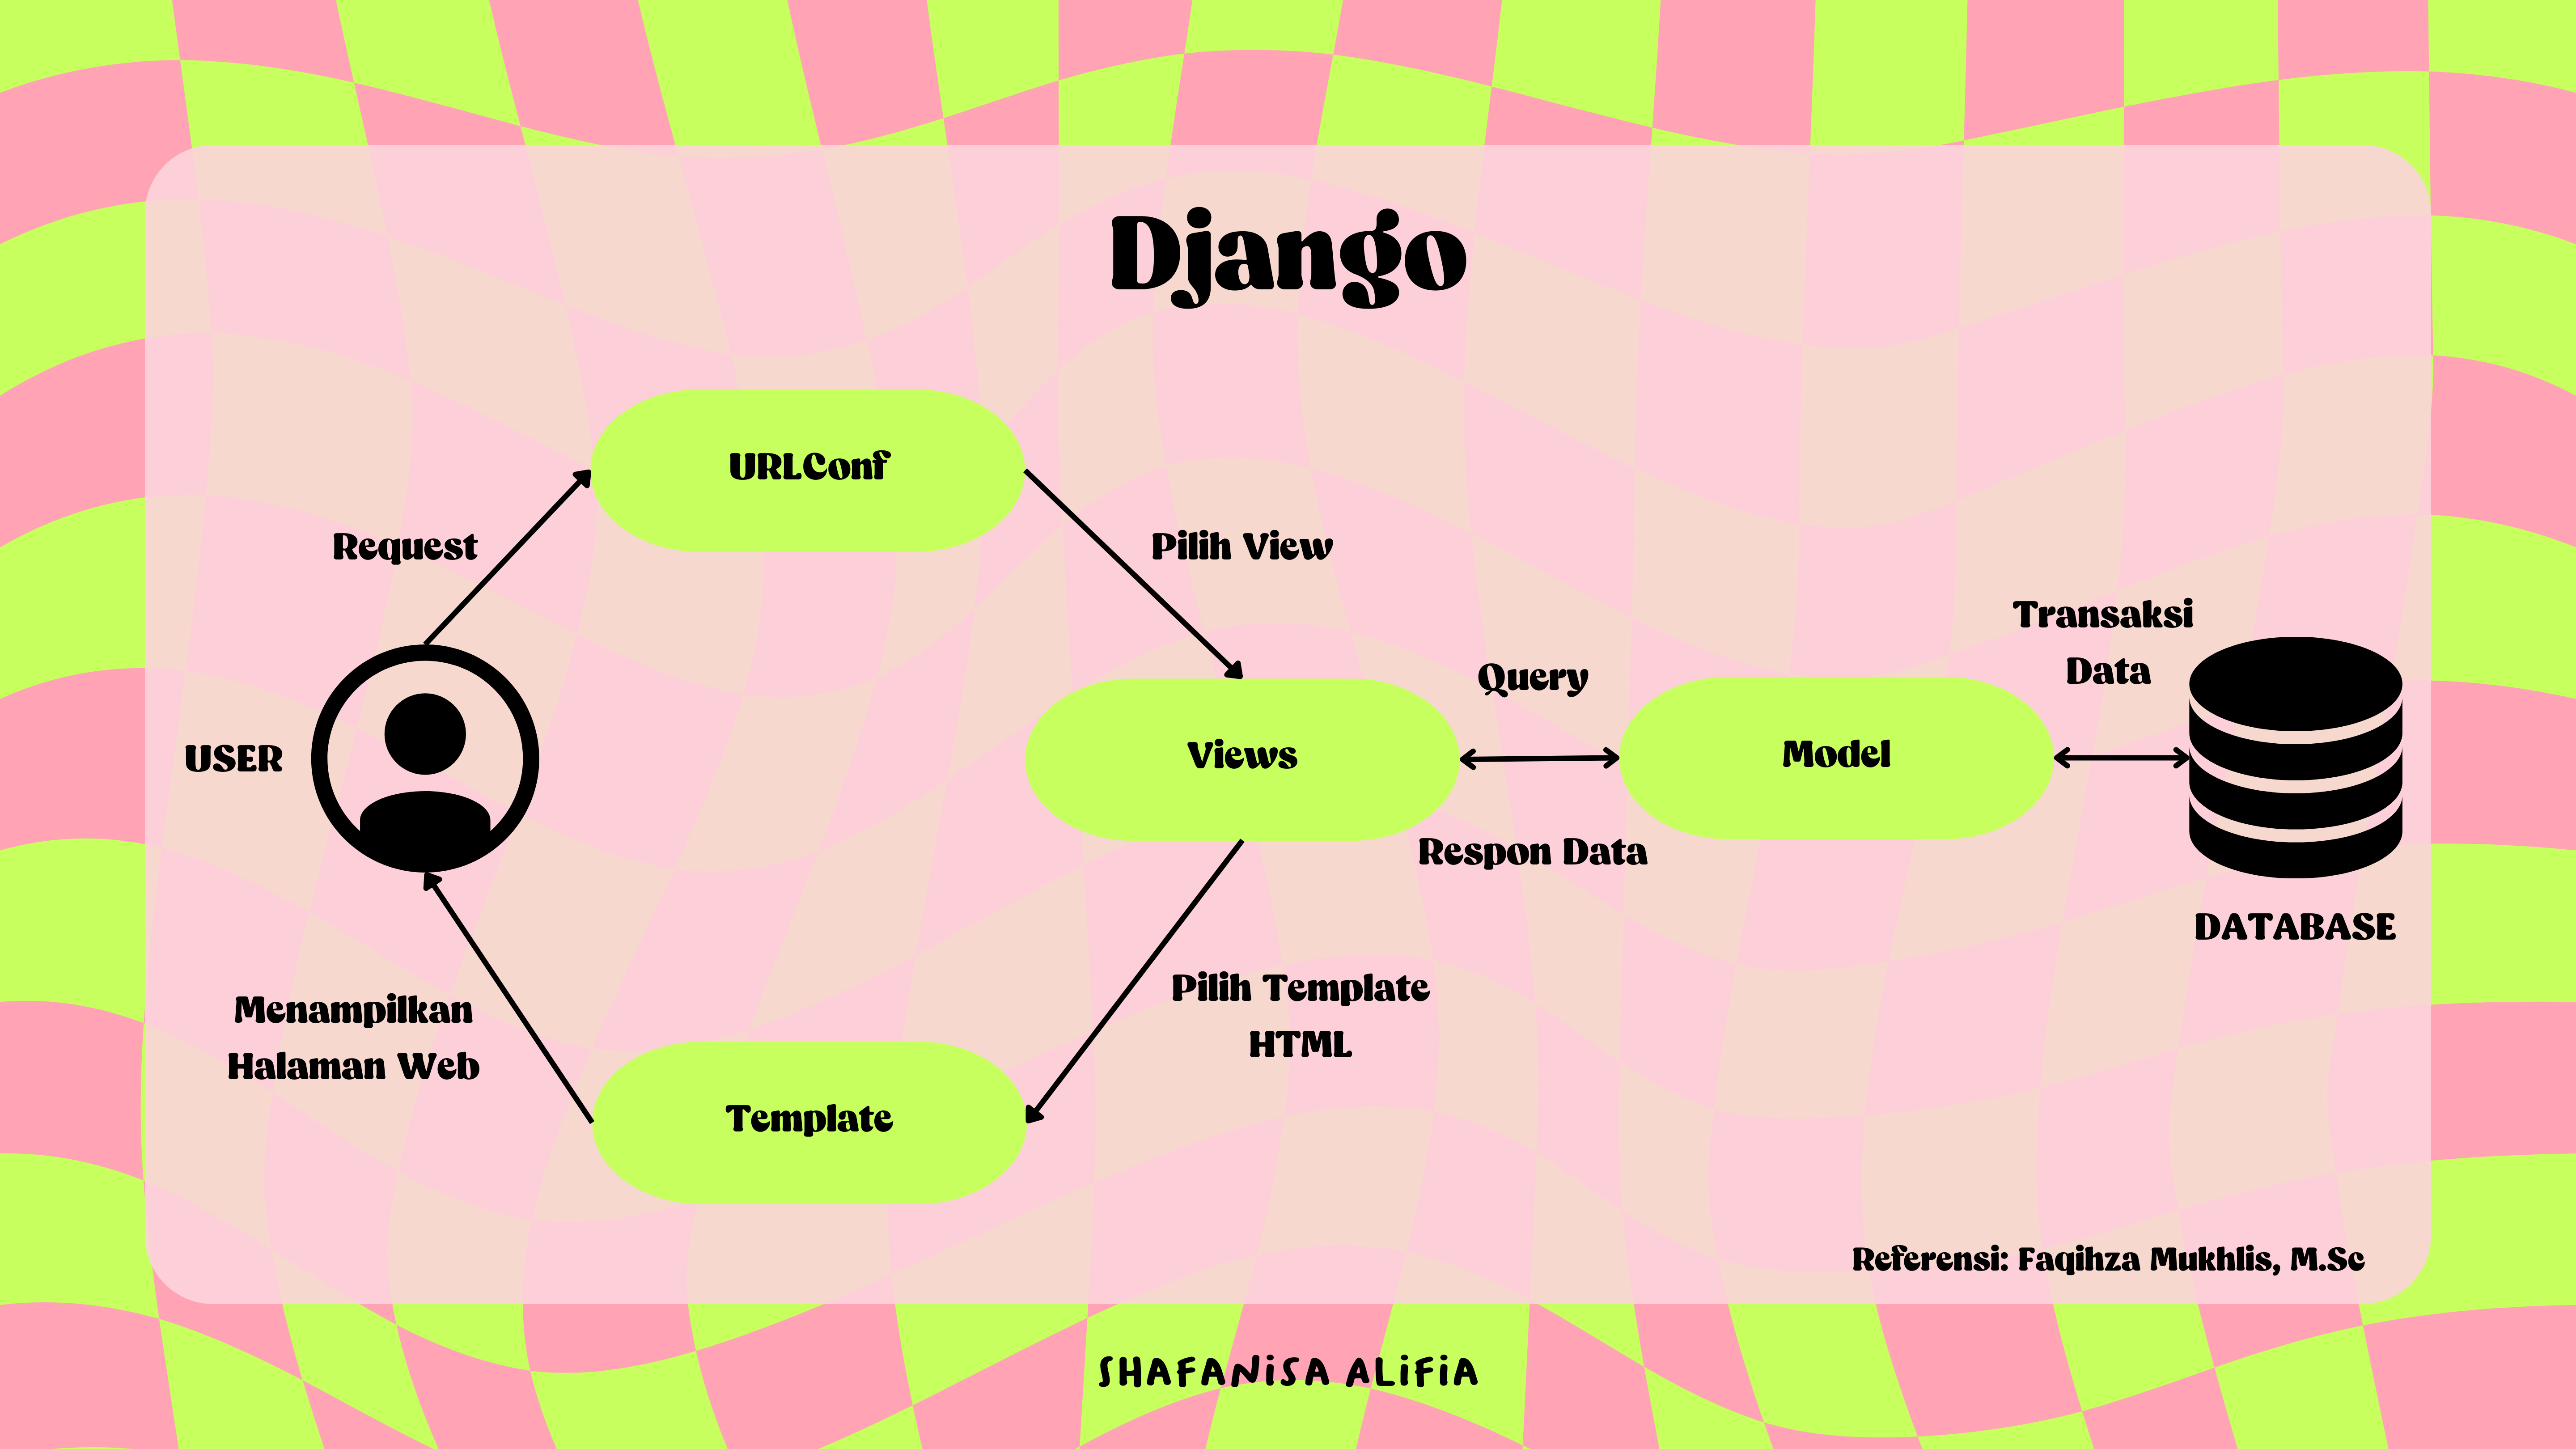 Django
URLConf
Request
Pilih View
Transaksi
Data
Query
USER
Views
Model
Respon Data
DATABASE
Pilih Template
HTML
Menampilkan
Halaman Web
Template
Referensi: Faqihza Mukhlis, M.Sc
SHAFANiSA ALiFiA